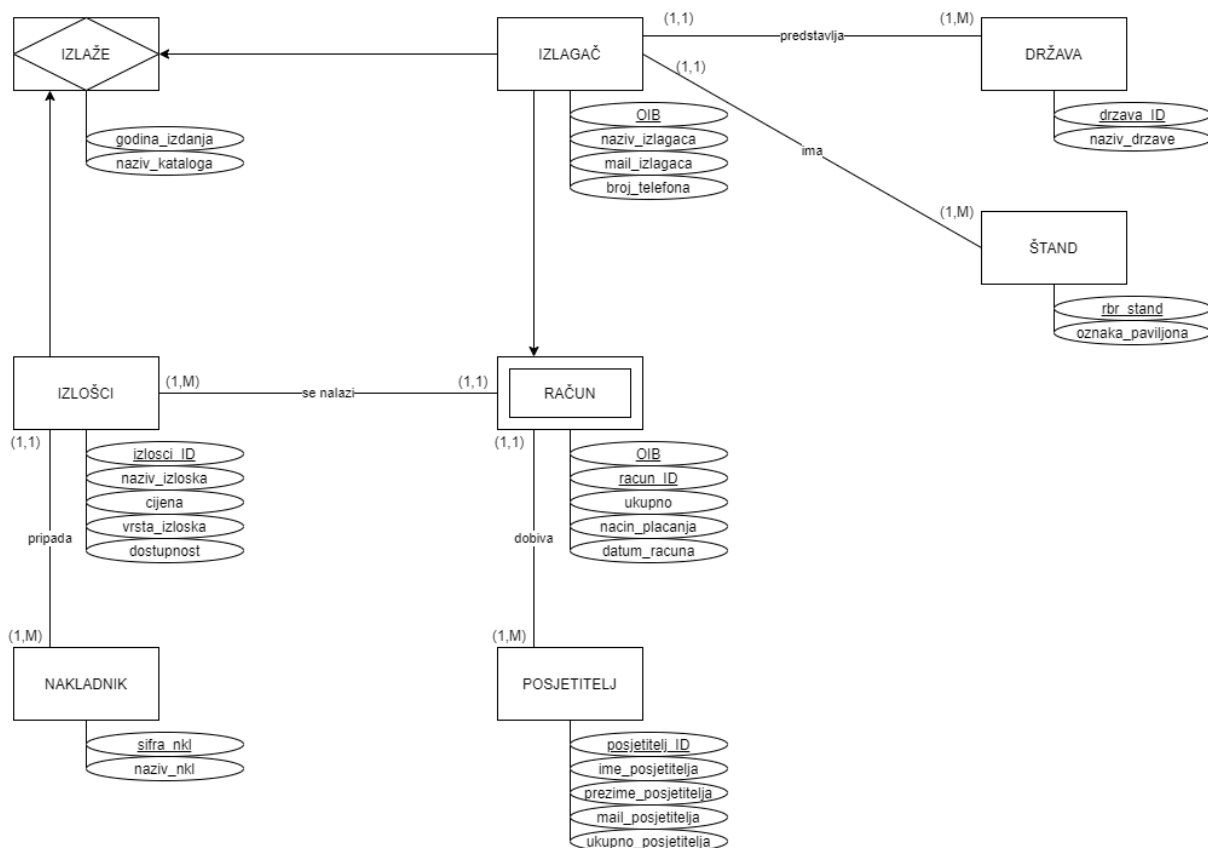 (1,1)
(1,M)
IZLAŽE
IZLAGAČ
predstavlja
DRŽAVA
(1,1)
godina_izdanja
naziv_kataloga
OIB
naziv_izlagaca
mail_izlagaca
broj_telefona
drzava_ID
naziv_drzave
ima
(1,M)
ŠTAND
rbr_stand
oznaka_paviljona
IZLOŠCI
(1,M)
se nalazi
(1,1)
RAČUN
(1,1)
(1,1)
izlosci_ID
naziv_izloska
cijena
vrsta_izloska
dostupnost
OIB
racun_ID
ukupno
nacin_placanja
datum_racuna
pripada
dobiva
(1,M)
(1,M)
NAKLADNIK
POSJETITELJ
sifra_nkl
naziv_nkl
posjetitelj_ID
ime_posjetitelja
prezime_posjetitelja
mail_posjetitelja
ukupno_posjetitelja